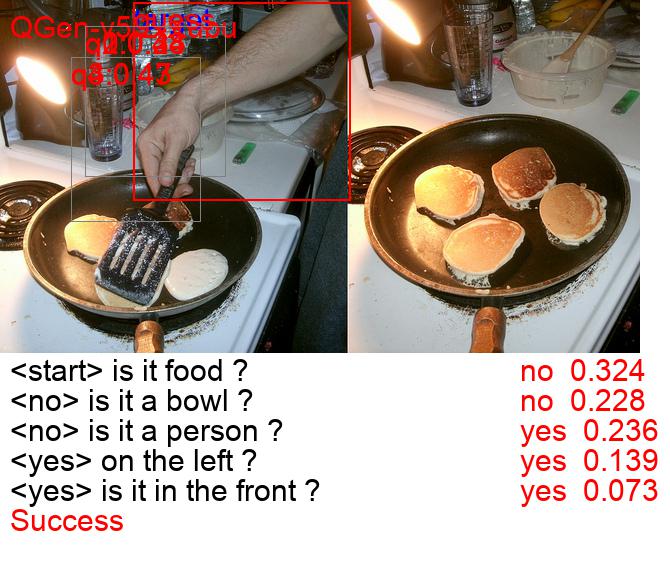 <start> is it food ? no 0.324
<no> is it a bowl ? no 0.228
<no> is it a person ? yes 0.236
<yes> on the left ? yes 0.139
<yes> is it in the front ? yes 0.073
Success